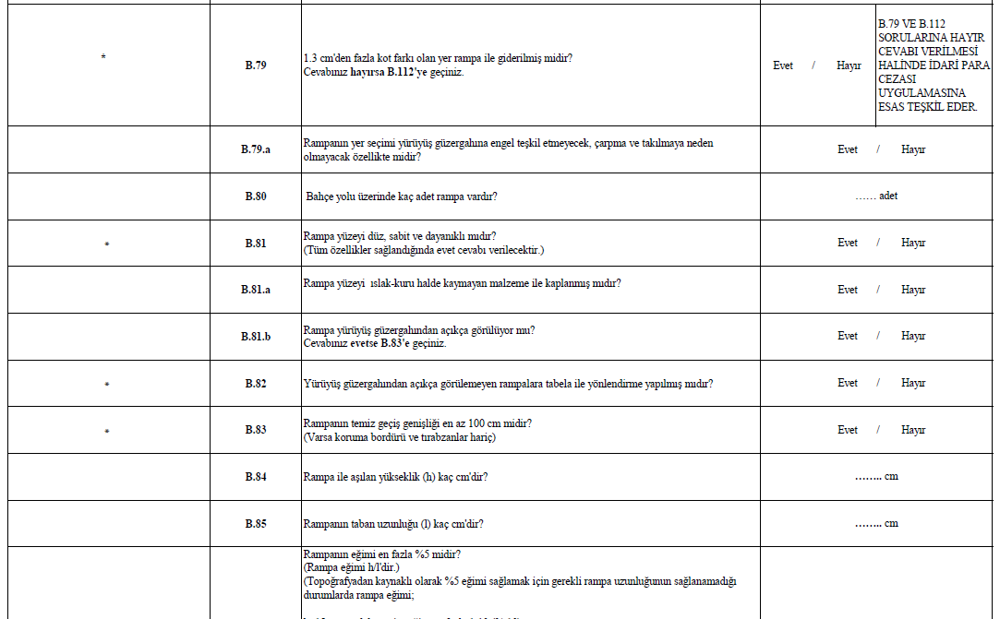 *
B.79
1.3 cm'den fazla kot farkı olan yer rampa ile giderilmiş midir?
Cevabınız hayırsa B.112'ye geçiniz.
Evet / Hayır
B.79 VE B.112
SORULARINA HAYIR
CEVABI VERİLMESİ
HALİNDE İDARİ PARA
CEZASI
UYGULAMASINA
ESAS TEŞKİL EDER.
B.79.a
Rampanın yer seçimi yürüyüş güzergahına engel teşkil etmeyecek, çarpma ve takılmaya neden
olmayacak özellikte midir?
Evet / Hayır
B.80
Bahçe yolu üzerinde kaç adet rampa vardır?
...... adet
*
B.81
Rampa yüzeyi düz, sabit ve dayanıklı mıdır?
(Tüm özellikler sağlandığında evet cevabı verilecektir.)
Evet / Hayır
B.81.a
Rampa yüzeyi ıslak-kuru halde kaymayan malzeme ile kaplanmış mıdır?
Evet / Hayır
B.81.b
Rampa yürüyüş güzergahından açıkça görülüyor mu?
Cevabınız evetse B.83'e geçiniz.
Evet / Hayır
*
B.82
Yürüyüş güzergahından açıkça görülemeyen rampalara tabela ile yönlendirme yapılmış mıdır?
Evet / Hayır
*
B.83
Rampanın temiz geçiş genişliği en az 100 cm midir?
(Varsa koruma bordürü ve tırabzanlar hariç)
Evet / Hayır
B.84
Rampa ile aşılan yükseklik (h) kaç cm'dir?
........ cm
B.85
Rampanın taban uzunluğu (l) kaç cm'dir?
........ cm
Rampanın eğimi en fazla %5 midir?
(Rampa eğimi h/l'dir.)
(Topoğrafyadan kaynaklı olarak %5 eğimi sağlamak için gerekli rampa uzunluğunun sağlanamadığı
durumlarda rampa eğimi;